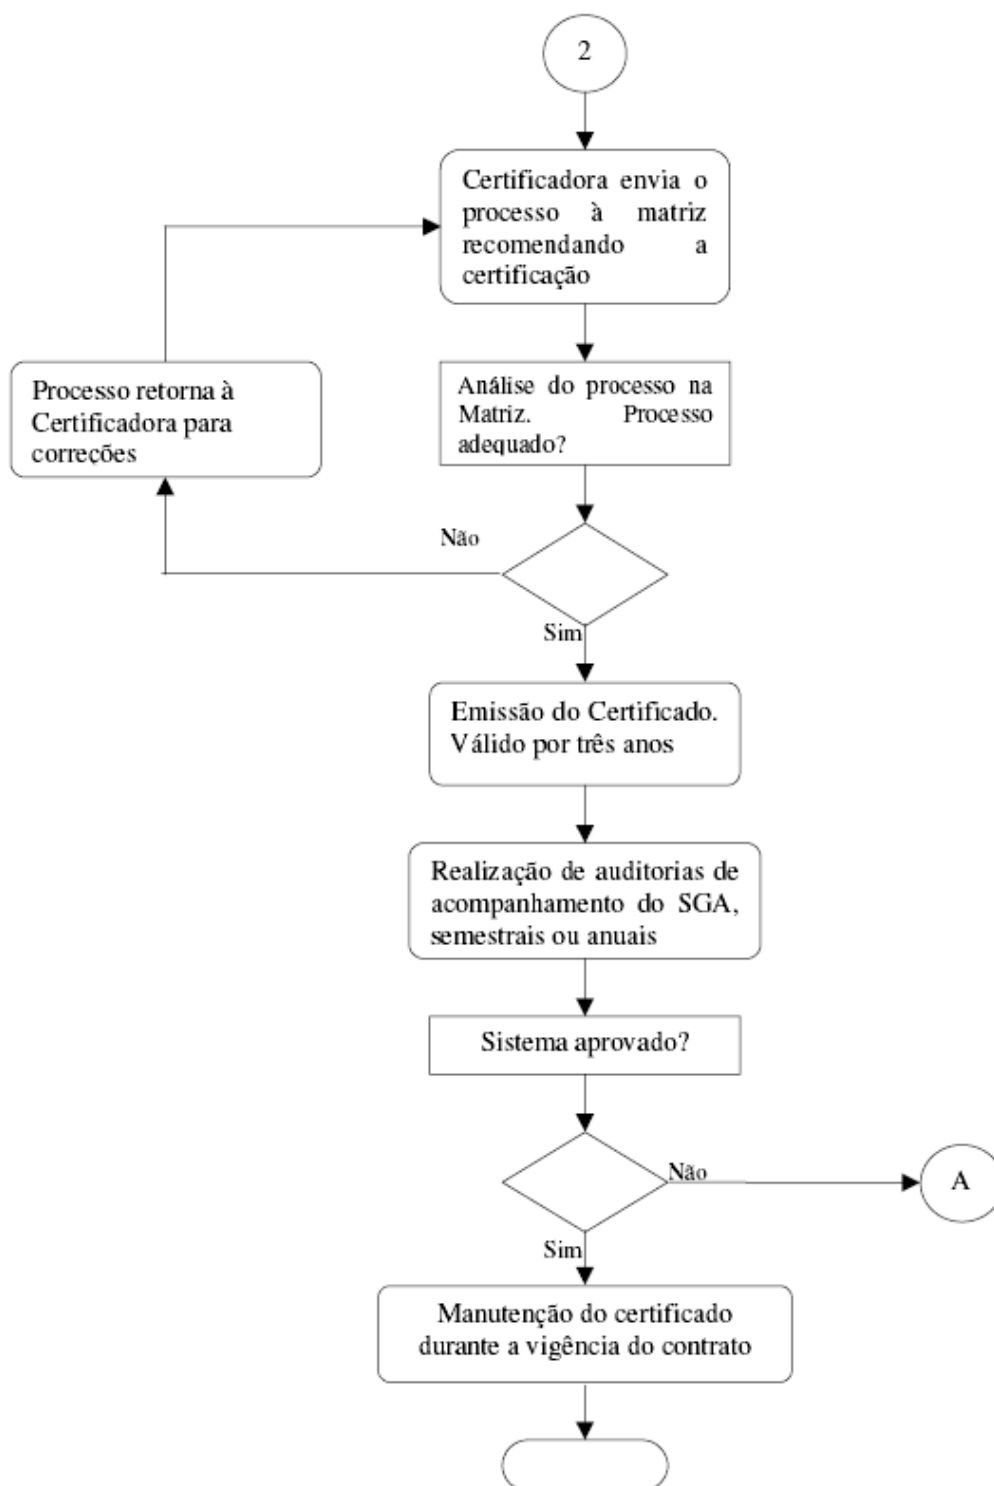 2
Certificadora envia o
processo à matriz
recomendando a
certificação
Processo retorna à
Certificadora para
correções
Análise do processo na
Matriz. Processo
adequado?
Não
Sim
Emissão do Certificado.
Válido por três anos
Realização de auditorias de
acompanhamento do SGA,
semestrais ou anuais
Sistema aprovado?
Não
A
Sim
Manutenção do certificado
durante a vigência do contrato